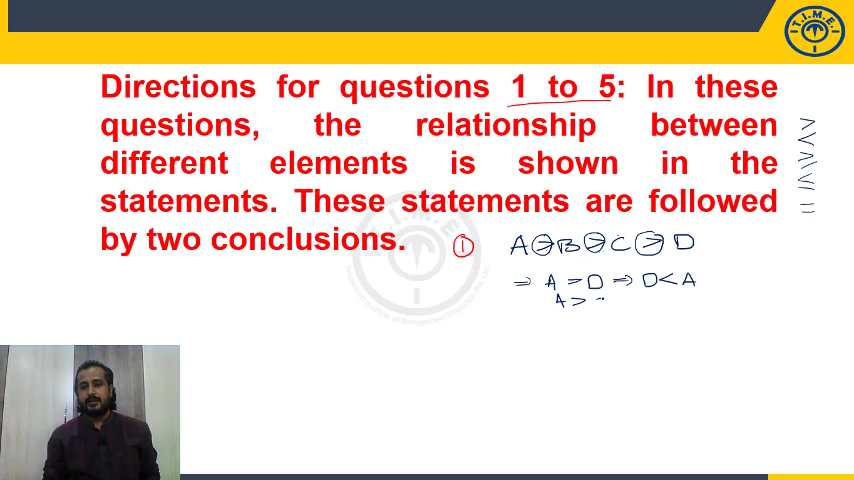 T.I.M.E.
Directions for questions 1 to 5: In these
questions, the relationship between
different elements is shown in the
statements. These statements are followed
by two conclusions.
> < ≥ ≤ =
① A > B > C > D
⇒ A > D ⇒ D < A
A >